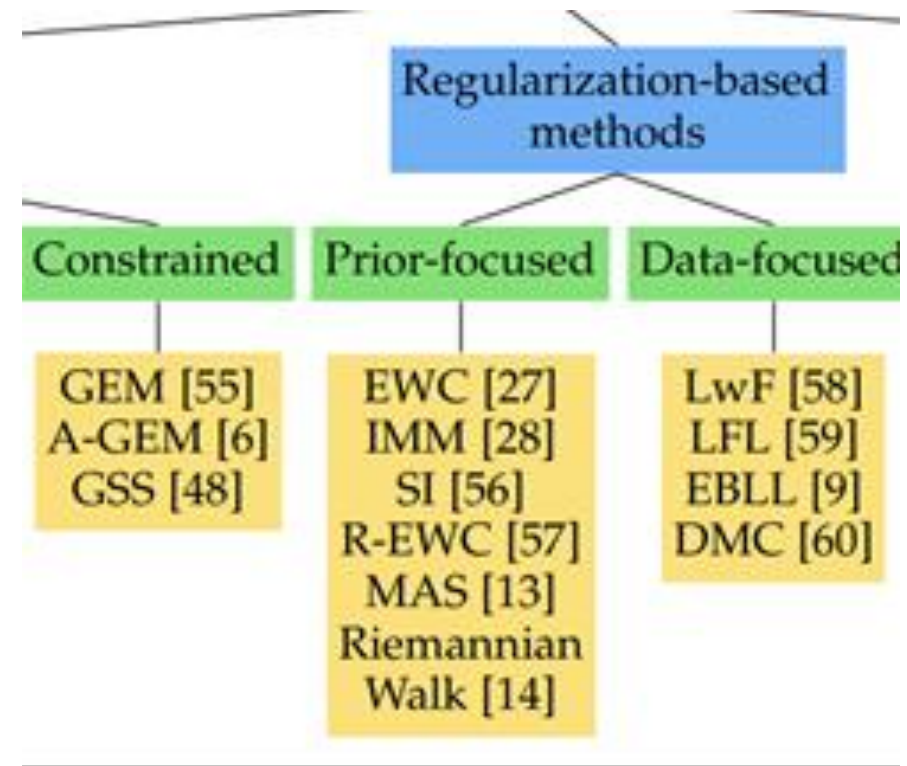 Regularization-based
methods
Constrained
Prior-focused
Data-focused
GEM [55]
A-GEM [6]
GSS [48]
EWC [27]
IMM [28]
SI [56]
R-EWC [57]
MAS [13]
Riemannian
Walk [14]
LwF [58]
LFL [59]
EBLL [9]
DMC [60]